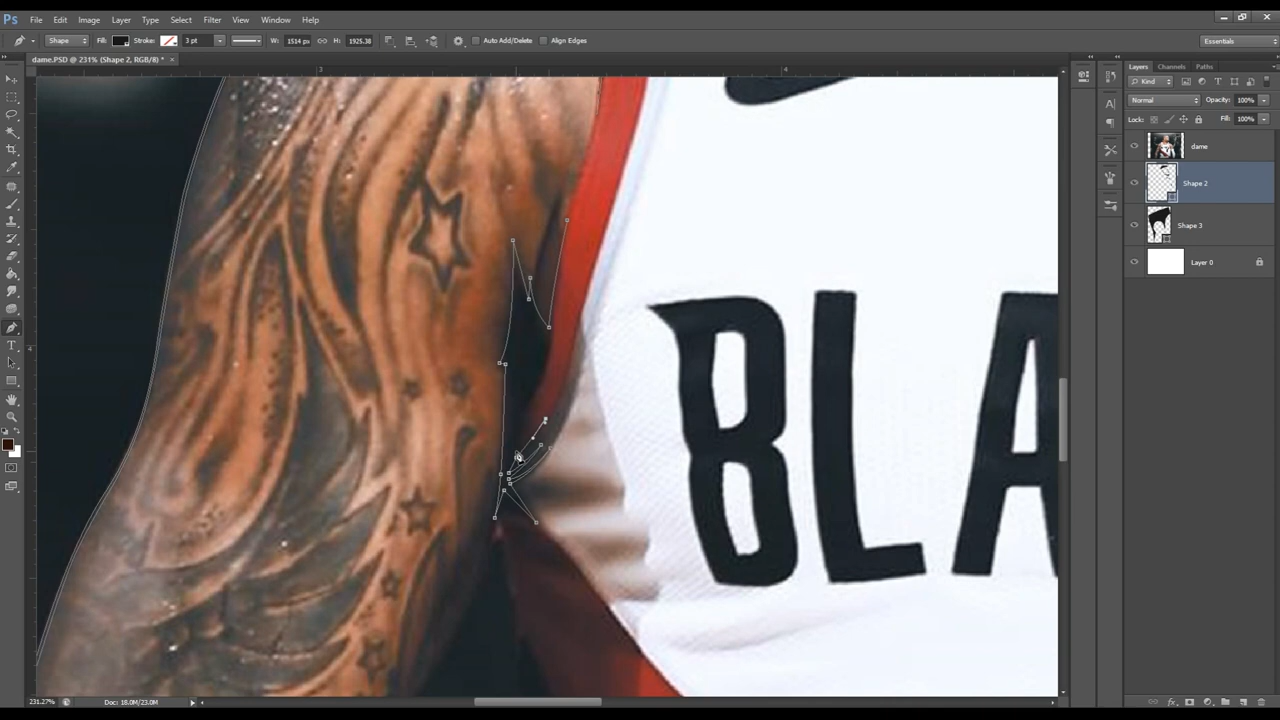 Ps File Edit Image Layer Type Select Filter View Window Help
Shape Fill: Stroke: 3 pt W: 1514 px H: 1925.38 Auto Add/Delete Align Edges Essentials
dame.PSD @ 231% (Shape 2, RGB/8) * ×
Layers Channels Paths
Kind
Normal Opacity: 100%
Lock: Fill: 100%
dame
Shape 2
Shape 3
Layer 0
3 4
4
BLA
231.27% Doc: 18.0M/23.0M